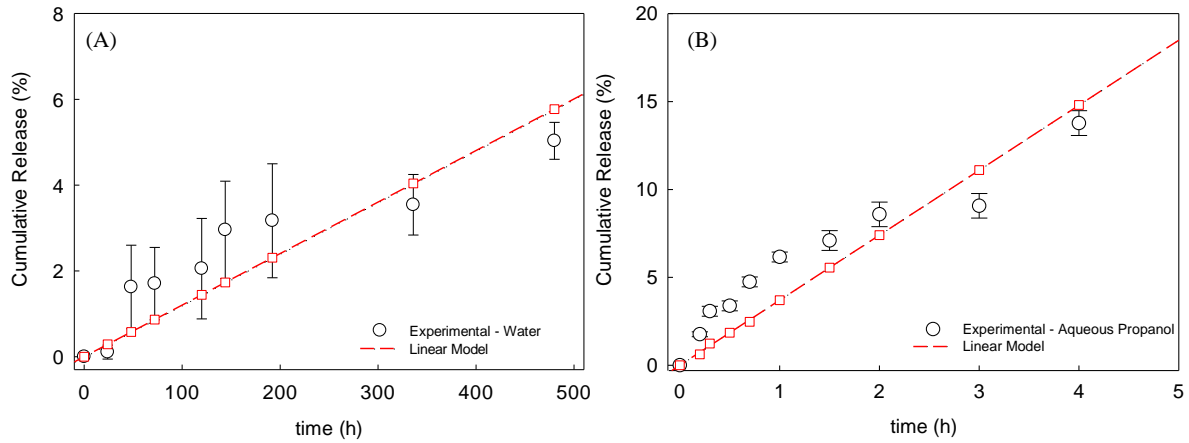 (A)
Cumulative Release (%)
8
6
4
2
0
Experimental - Water
Linear Model
0 100 200 300 400 500
time (h)
(B)
Cumulative Release (%)
20
15
10
5
0
Experimental - Aqueous Propanol
Linear Model
0 1 2 3 4 5
time (h)